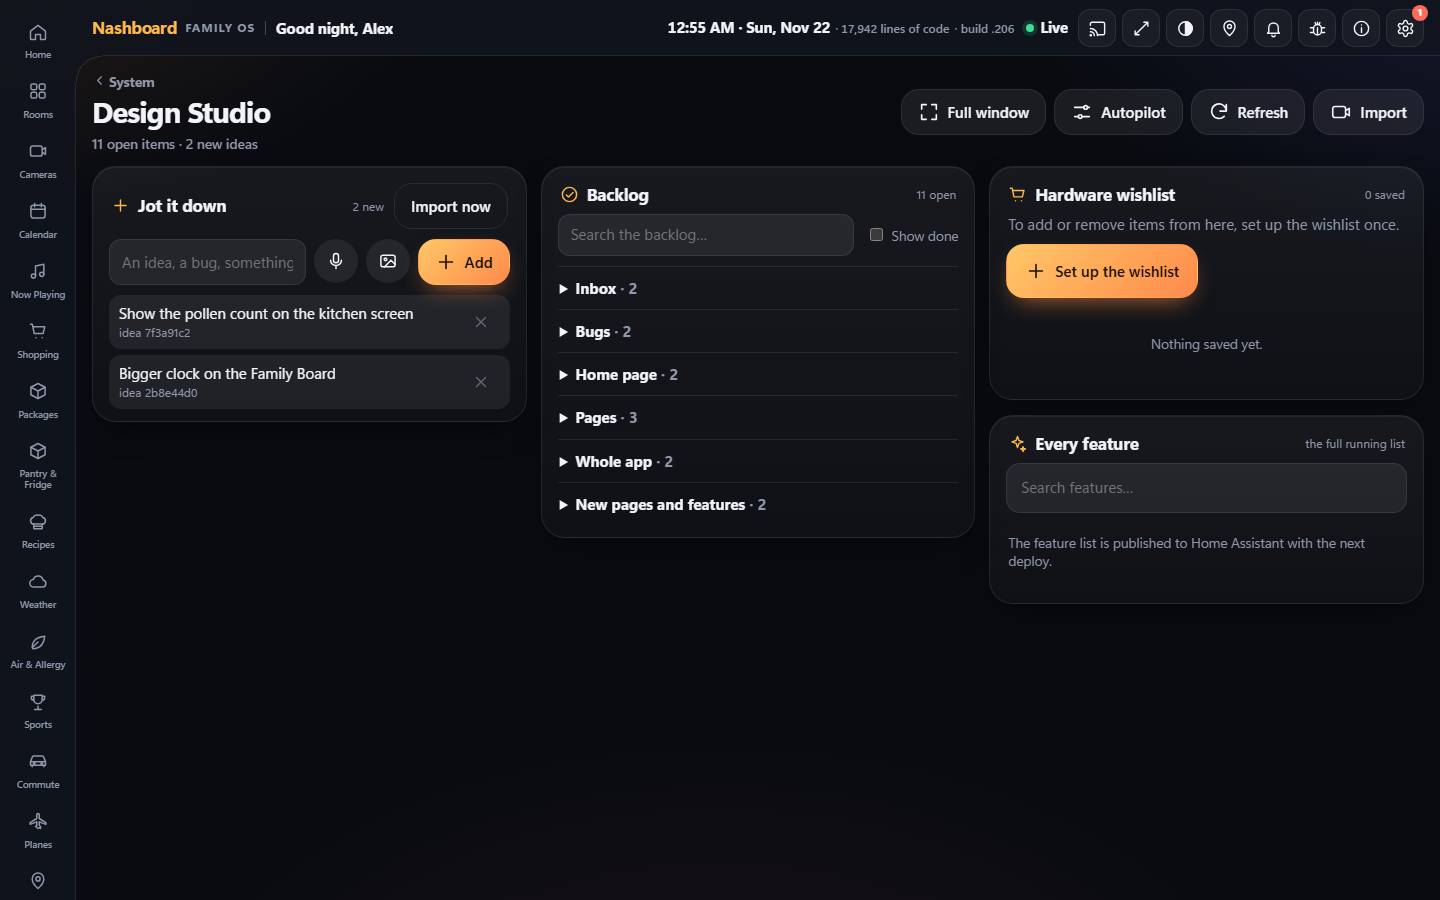 Nashboard FAMILY OS Good night, Alex
12:55 AM · Sun, Nov 22 · 17,942 lines of code · build .206 Live
1
Home
Rooms
Cameras
Calendar
Now Playing
Shopping
Packages
Pantry &
Fridge
Recipes
Weather
Air & Allergy
Sports
Commute
Planes
System
Design Studio
11 open items · 2 new ideas
Full window
Autopilot
Refresh
Import
Jot it down
2 new
Import now
An idea, a bug, something
Add
Show the pollen count on the kitchen screen
idea 7f3a91c2
Bigger clock on the Family Board
idea 2b8e44d0
Backlog
11 open
Search the backlog...
Show done
Inbox · 2
Bugs · 2
Home page · 2
Pages · 3
Whole app · 2
New pages and features · 2
Hardware wishlist
0 saved
To add or remove items from here, set up the wishlist once.
Set up the wishlist
Nothing saved yet.
Every feature
the full running list
Search features...
The feature list is published to Home Assistant with the next
deploy.